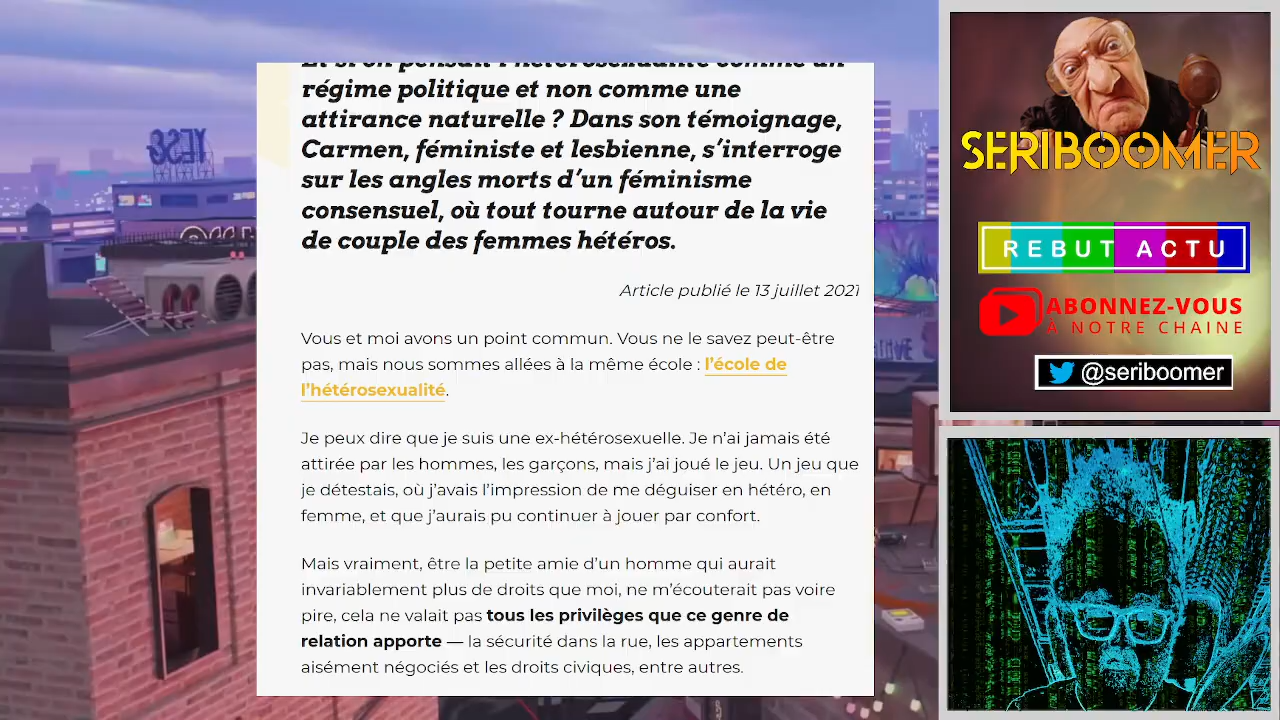 Et si on pensait l'hétérosexualité comme un
régime politique et non comme une
attirance naturelle ? Dans son témoignage,
Carmen, féministe et lesbienne, s'interroge
sur les angles morts d'un féminisme
consensuel, où tout tourne autour de la vie
de couple des femmes hétéros.
Article publié le 13 juillet 2021
Vous et moi avons un point commun. Vous ne le savez peut-être
pas, mais nous sommes allées à la même école : l'école de
l'hétérosexualité.
Je peux dire que je suis une ex-hétérosexuelle. Je n'ai jamais été
attirée par les hommes, les garçons, mais j'ai joué le jeu. Un jeu que
je détestais, où j'avais l'impression de me déguiser en hétéro, en
femme, et que j'aurais pu continuer à jouer par confort.
Mais vraiment, être la petite amie d'un homme qui aurait
invariablement plus de droits que moi, ne m'écouterait pas voire
pire, cela ne valait pas tous les privilèges que ce genre de
relation apporte — la sécurité dans la rue, les appartements
aisément négociés et les droits civiques, entre autres.
SERIBOOMER
REBUT ACTU
ABONNEZ-VOUS
À NOTRE CHAINE
@seriboomer